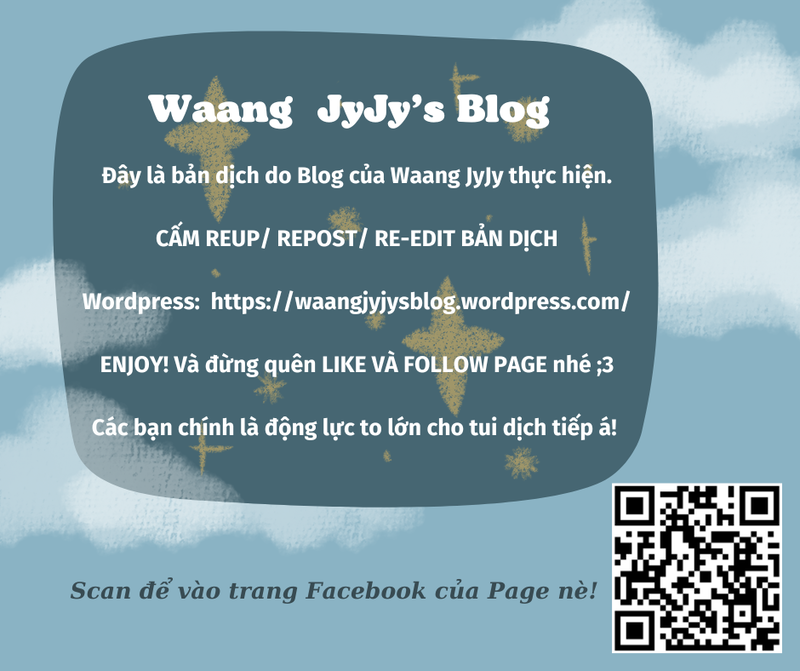 Waang JyJy's Blog
Đây là bản dịch do Blog của Waang JyJy thực hiện.
CẤM REUP/ REPOST/ RE-EDIT BẢN DỊCH
Wordpress: https://waangjyjysblog.wordpress.com/
ENJOY! Và đừng quên LIKE VÀ FOLLOW PAGE nhé ;3
Các bạn chính là động lực to lớn cho tui dịch tiếp á!
Scan để vào trang Facebook của Page nè!